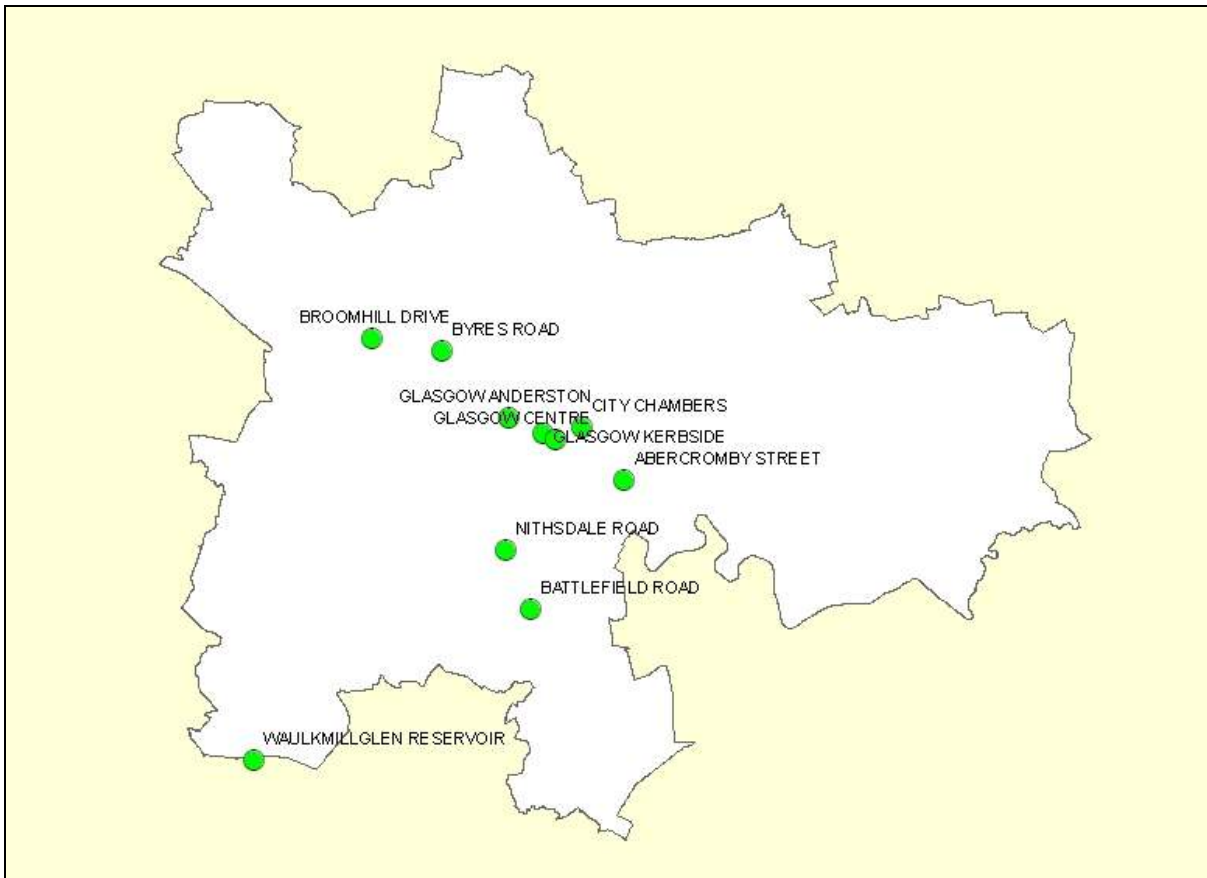 BROOMHILL DRIVE
BYRES ROAD
GLASGOW ANDERSTON
CITY CHAMBERS
GLASGOW CENTRE
GLASGOW KERBSIDE
ABERCROMBY STREET
NITHSDALE ROAD
BATTLEFIELD ROAD
WAULKMILLGLEN RESERVOIR